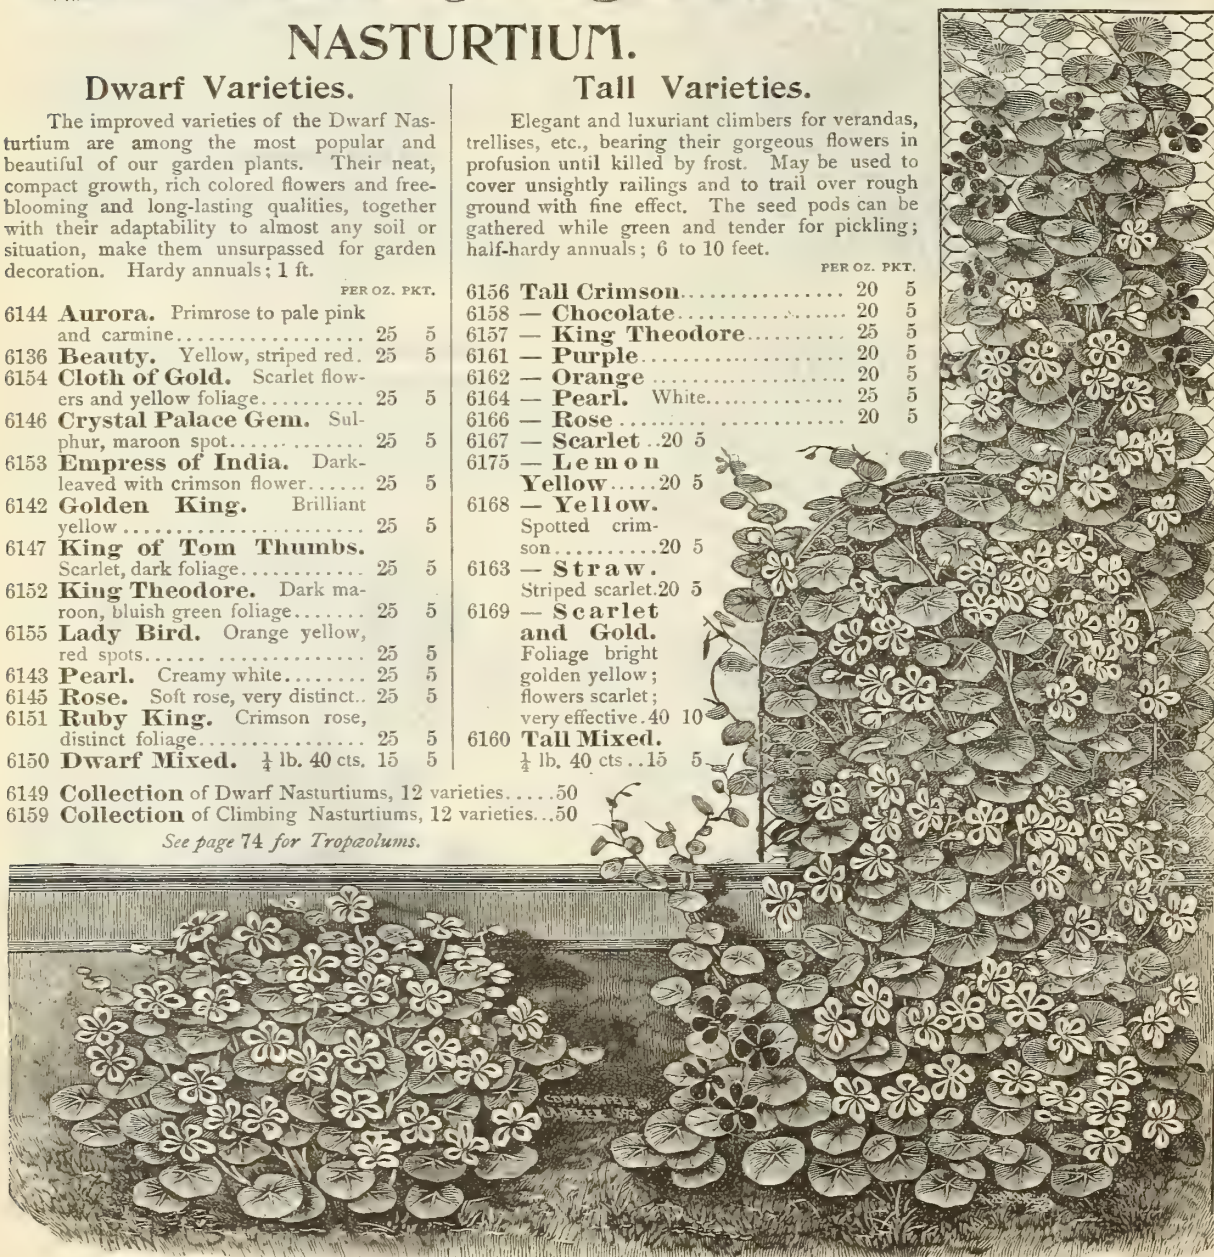 NASTURTIUM.
Dwarf Varieties.
The improved varieties of the Dwarf Nas-
turtium are among the most popular and
beautiful of our garden plants. Their neat,
compact growth, rich colored flowers and free-
blooming and long-lasting qualities, together
with their adaptability to almost any soil or
situation, make them unsurpassed for garden
decoration. Hardy annuals; 1 ft.
PER OZ. PKT.
6144 Aurora. Primrose to pale pink
and carmine.................. 25 5
6136 Beauty. Yellow, striped red. 25 5
6154 Cloth of Gold. Scarlet flow-
ers and yellow foliage.......... 25 5
6146 Crystal Palace Gem. Sul-
phur, maroon spot............. 25 5
6153 Empress of India. Dark-
leaved with crimson flower...... 25 5
6142 Golden King. Brilliant
yellow ....................... 25 5
6147 King of Tom Thumbs.
Scarlet, dark foliage............ 25 5
6152 King Theodore. Dark ma-
roon, bluish green foliage....... 25 5
6155 Lady Bird. Orange yellow,
red spots...... .............. 25 5
6143 Pearl. Creamy white........ 25 5
6145 Rose. Soft rose, very distinct.. 25 5
6151 Ruby King. Crimson rose,
distinct foliage................ 25 5
6150 Dwarf Mixed. ¼ lb. 40 cts. 15 5
Tall Varieties.
Elegant and luxuriant climbers for verandas,
trellises, etc., bearing their gorgeous flowers in
profusion until killed by frost. May be used to
cover unsightly railings and to trail over rough
ground with fine effect. The seed pods can be
gathered while green and tender for pickling;
half-hardy annuals; 6 to 10 feet.
PER OZ. PKT.
6156 Tall Crimson................ 20 5
6158 — Chocolate................ 20 5
6157 — King Theodore.......... 25 5
6161 — Purple.................... 20 5
6162 — Orange ................... 20 5
6164 — Pearl. White............. 25 5
6166 — Rose ........ ............ 20 5
6167 — Scarlet ..20 5
6175 — Lemon
Yellow.....20 5
6168 — Yellow.
Spotted crim-
son..........20 5
6163 — Straw.
Striped scarlet.20 5
6169 — Scarlet
and Gold.
Foliage bright
golden yellow;
flowers scarlet;
very effective.40 10
6160 Tall Mixed.
¼ lb. 40 cts..15 5
6149 Collection of Dwarf Nasturtiums, 12 varieties.....50
6159 Collection of Climbing Nasturtiums, 12 varieties...50
See page 74 for Tropæolums.